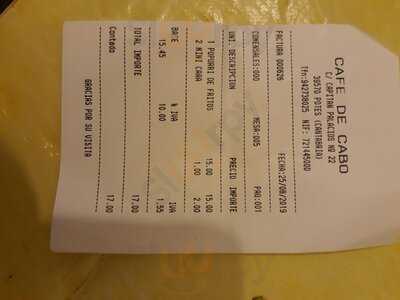 CAFE DE CABO
C/ CAPITAN PALACIOS Nº 22
39570 POTES (CANTABRIA)
Tfn:942738025 NIF: 72144500D
FACTURA 000626 FECHA:25/08/2019
COMENSALES:000 MESA:005 PAG:001
UNI. DESCRIPCION PRECIO IMPORTE
1 POPURRI DE FRITOS 15.00 15.00
2 MINI CAÑA 1.00 2.00
BASE % IVA IVA
15.45 10.00 1.55
TOTAL IMPORTE 17.00
Contado 17.00
GRACIAS POR SU VISITA